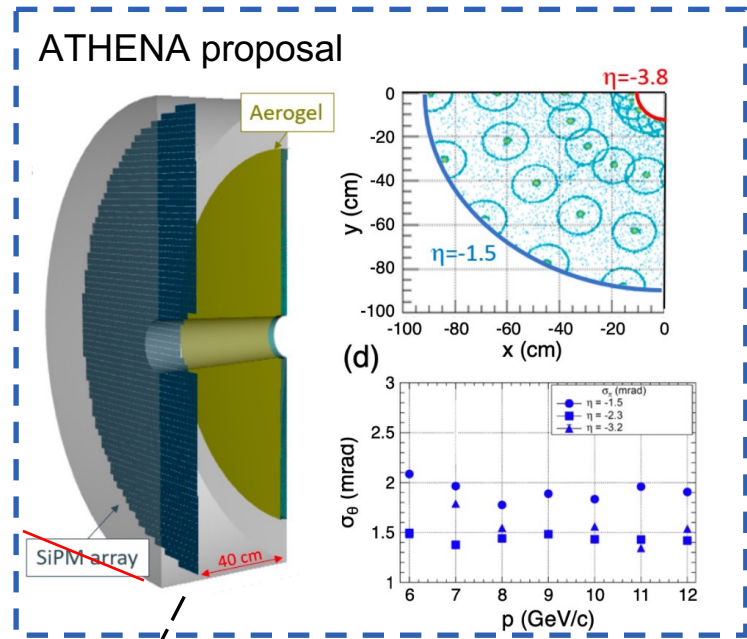 ATHENA proposal
Aerogel
SiPM array
40 cm
η=-3.8
0
-20
-40
-60
-80
-100
y (cm)
η=-1.5
-100 -80 -60 -40 -20 0
x (cm)
(d)
3
2.5
2
1.5
1
σθ (mrad)
σπ (mrad)
η = -1.5
η = -2.3
η = -3.2
6 7 8 9 10 11 12
p (GeV/c)